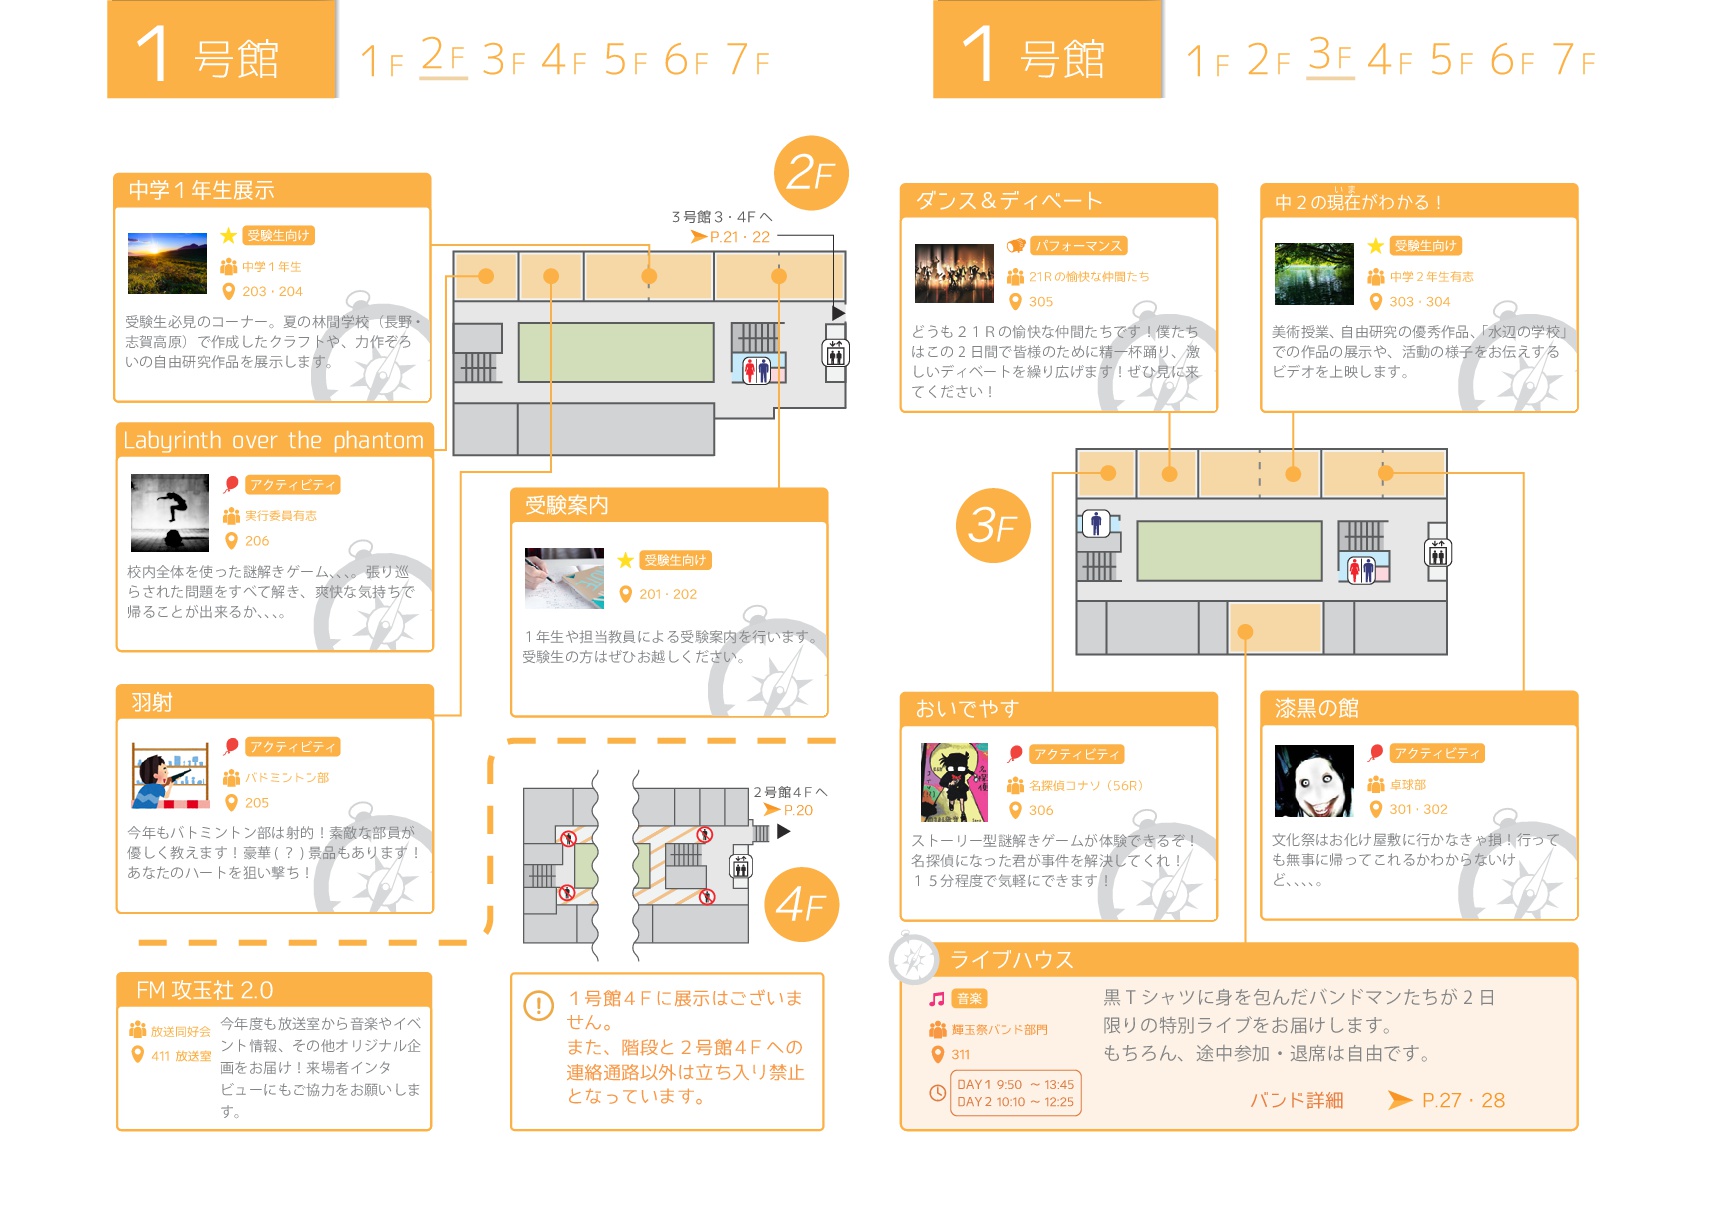 1 号館
1F 2F 3F 4F 5F 6F 7F
2F
3号館3・4Fへ
P.21・22
中学1年生展示
受験生向け
中学1年生
203・204
受験生必見のコーナー。夏の林間学校（長野・
志賀高原）で作成したクラフトや、力作ぞろ
いの自由研究作品を展示します。
Labyrinth over the phantom
アクティビティ
実行委員有志
206
校内全体を使った謎解きゲーム、、、。張り巡
らされた問題をすべて解き、爽快な気持ちで
帰ることが出来るか、、、。
受験案内
受験生向け
201・202
1年生や担当教員による受験案内を行います。
受験生の方はぜひお越しください。
羽射
アクティビティ
バドミントン部
205
今年もバトミントン部は射的！素敵な部員が
優しく教えます！豪華(？)景品もあります！
あなたのハートを狙い撃ち！
2号館4Fへ
P.20
4F
FM 攻玉社 2.0
放送同好会
411 放送室
今年度も放送室から音楽やイベ
ント情報、その他オリジナル企
画をお届け！来場者インタ
ビューにもご協力をお願いしま
す。
1号館4Fに展示はございま
せん。
また、階段と2号館4Fへの
連絡通路以外は立ち入り禁止
となっています。
1 号館
1F 2F 3F 4F 5F 6F 7F
ダンス＆ディベート
パフォーマンス
21Rの愉快な仲間たち
305
どうも21Rの愉快な仲間たちです！僕たち
はこの2日間で皆様のために精一杯踊り、激
しいディベートを繰り広げます！ぜひ見に来
てください！
いま
中2の現在がわかる！
受験生向け
中学2年生有志
303・304
美術授業、自由研究の優秀作品、「水辺の学校」
での作品の展示や、活動の様子をお伝えする
ビデオを上映します。
3F
おいでやす
アクティビティ
名探偵コナソ（56R）
306
ストーリー型謎解きゲームが体験できるぞ！
名探偵になった君が事件を解決してくれ！
15分程度で気軽にできます！
漆黒の館
アクティビティ
卓球部
301・302
文化祭はお化け屋敷に行かなきゃ損！行って
も無事に帰ってこれるかわからないけ
ど、、、、。
ライブハウス
音楽
輝玉祭バンド部門
311
DAY1 9:50 ～ 13:45
DAY2 10:10 ～ 12:25
黒Tシャツに身を包んだバンドマンたちが2日
限りの特別ライブをお届けします。
もちろん、途中参加・退席は自由です。
バンド詳細
P.27・28